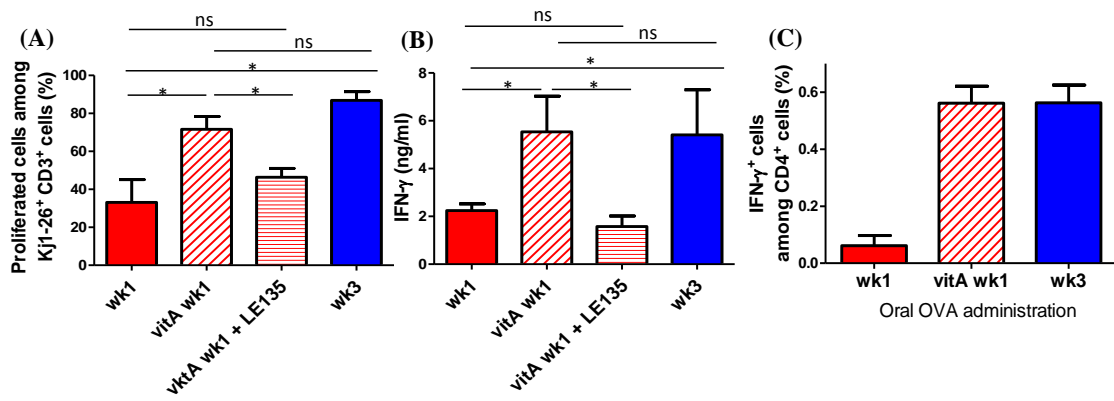 (A)
ns
ns
*
*
*
Proliferated cells among
Kj1-26⁺ CD3⁺ cells (%)
100
80
60
40
20
0
wk1
vitA wk1
vktA wk1 + LE135
wk3
(B)
ns
ns
*
*
*
IFN-γ (ng/ml)
8
6
4
2
0
wk1
vitA wk1
vitA wk1 + LE135
wk3
(C)
IFN-γ⁺ cells
among CD4⁺ cells (%)
0.6
0.4
0.2
0.0
wk1
vitA wk1
wk3
Oral OVA administration